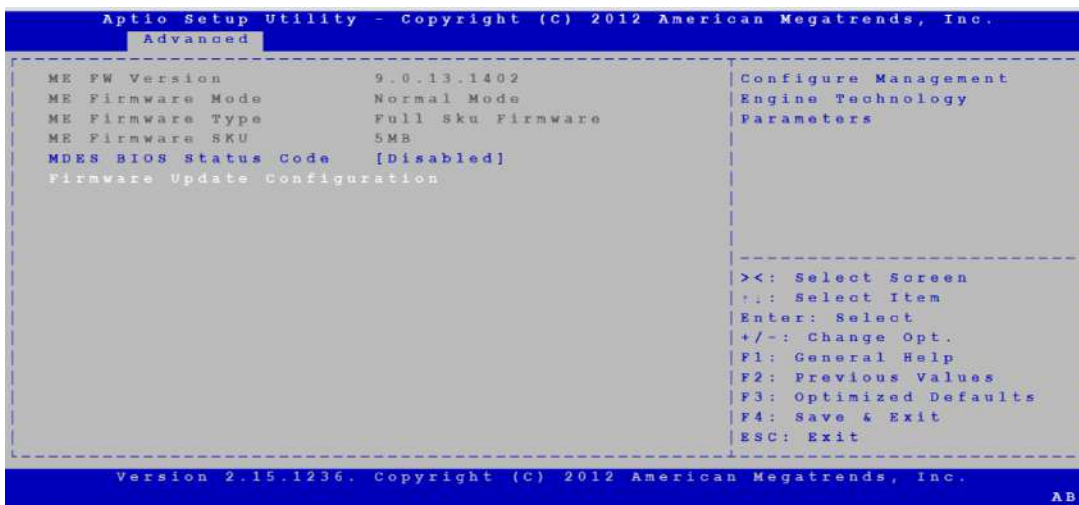 Aptio Setup Utility - Copyright (C) 2012 American Megatrends, Inc.
Advanced
ME FW Version 9.0.13.1402
ME Firmware Mode Normal Mode
ME Firmware Type Full Sku Firmware
ME Firmware SKU 5MB
MDES BIOS Status Code [Disabled]
Firmware Update Configuration
Configure Management
Engine Technology
Parameters
><: Select Screen
↑↓: Select Item
Enter: Select
+/-: Change Opt.
F1: General Help
F2: Previous Values
F3: Optimized Defaults
F4: Save & Exit
ESC: Exit
Version 2.15.1236. Copyright (C) 2012 American Megatrends, Inc.
AB